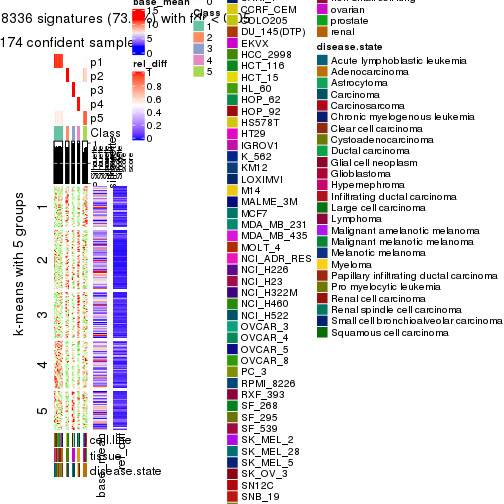 8336 signatures (73.
) with fdr < 0.05
174 confident samples
p1
p2
p3
p4
p5
Class
k-means with 5 groups
1
2
3
4
5
cell.line
disease.state
base_mean
base_mean
15
10
5
0
rel_diff
1
0.8
0.6
0.4
0.2
0
Class
1
2
3
4
5
CCRF_CEM
COLO205
DU_145(DTP)
EKVX
HCC_2998
HCT_116
HCT_15
HL_60
HOP_62
HOP_92
HS578T
HT29
IGROV1
K_562
KM12
LOXIMVI
M14
MALME_3M
MCF7
MDA_MB_231
MDA_MB_435
MOLT_4
NCI_ADR_RES
NCI_H226
NCI_H23
NCI_H322M
NCI_H460
NCI_H522
OVCAR_3
OVCAR_4
OVCAR_5
OVCAR_8
PC_3
RPMI_8226
RXF_393
SF_268
SF_295
SF_539
SK_MEL_2
SK_MEL_28
SK_MEL_5
SK_OV_3
SN12C
SNB_19
ovarian
prostate
renal
disease.state
Acute lymphoblastic leukemia
Adenocarcinoma
Astrocytoma
Carcinoma
Carcinosarcoma
Chronic myelogenous leukemia
Clear cell carcinoma
Cystoadenocarcinoma
Ductal carcinoma
Glial cell neoplasm
Glioblastoma
Hypernephroma
Infiltrating ductal carcinoma
Large cell carcinoma
Lymphoma
Malignant amelanotic melanoma
Malignant melanotic melanoma
Melanotic melanoma
Myeloma
Papillary infiltrating ductal carcinoma
Pro myelocytic leukemia
Renal cell carcinoma
Renal spindle cell carcinoma
Small cell bronchioalveolar carcinoma
Squamous cell carcinoma